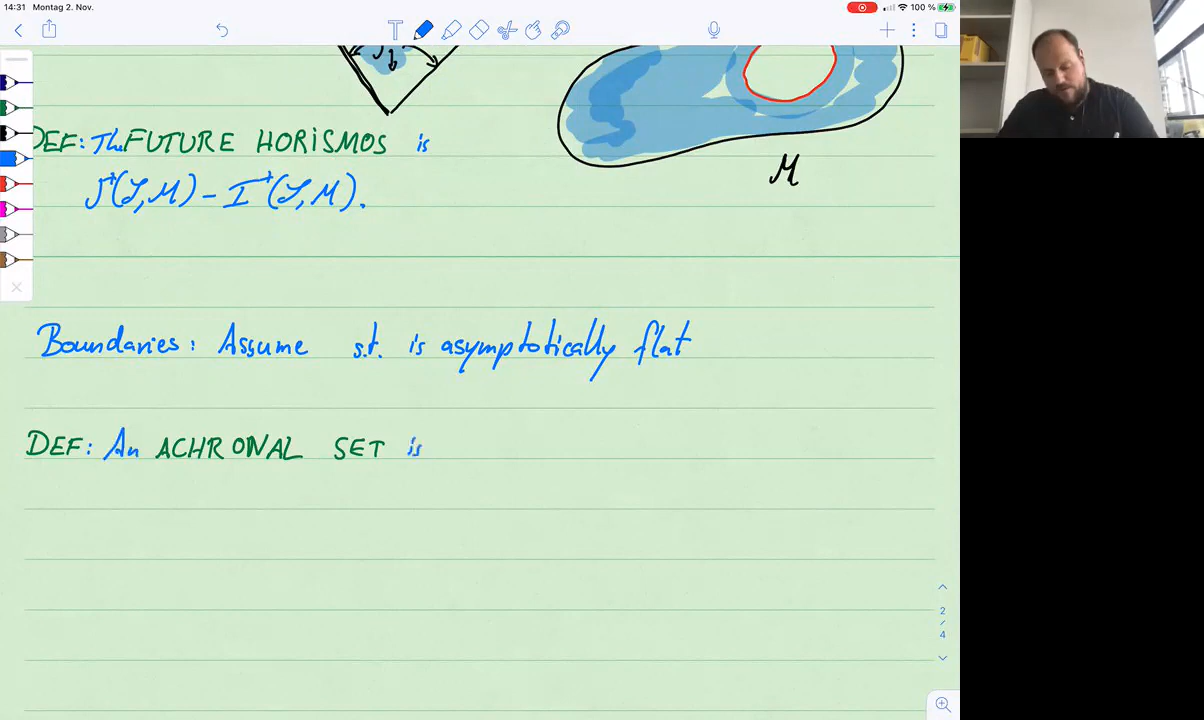 14:31 Montag 2. Nov.
100 %
T
M
DEF: The FUTURE HORISMOS is
J⁺(𝒮,M) – I⁺(𝒮,M).
Boundaries: Assume s.t. is asymptotically flat
DEF: An ACHRONAL SET is
2
/
4